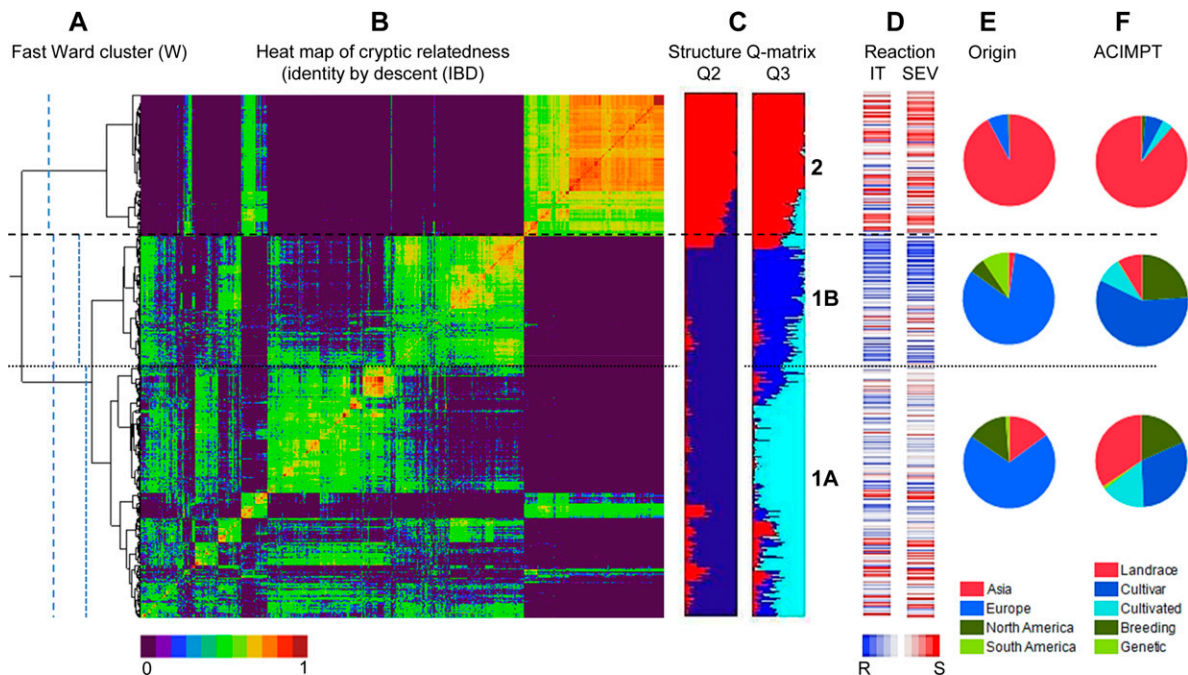 A B C D E F
Fast Ward cluster (W) Heat map of cryptic relatedness (identity by descent (IBD) Structure Q-matrix Reaction Origin ACIMPT
Q2 Q3 IT SEV
2
1B
1A
0 1
R S
Asia
Europe
North America
South America
Landrace
Cultivar
Cultivated
Breeding
Genetic